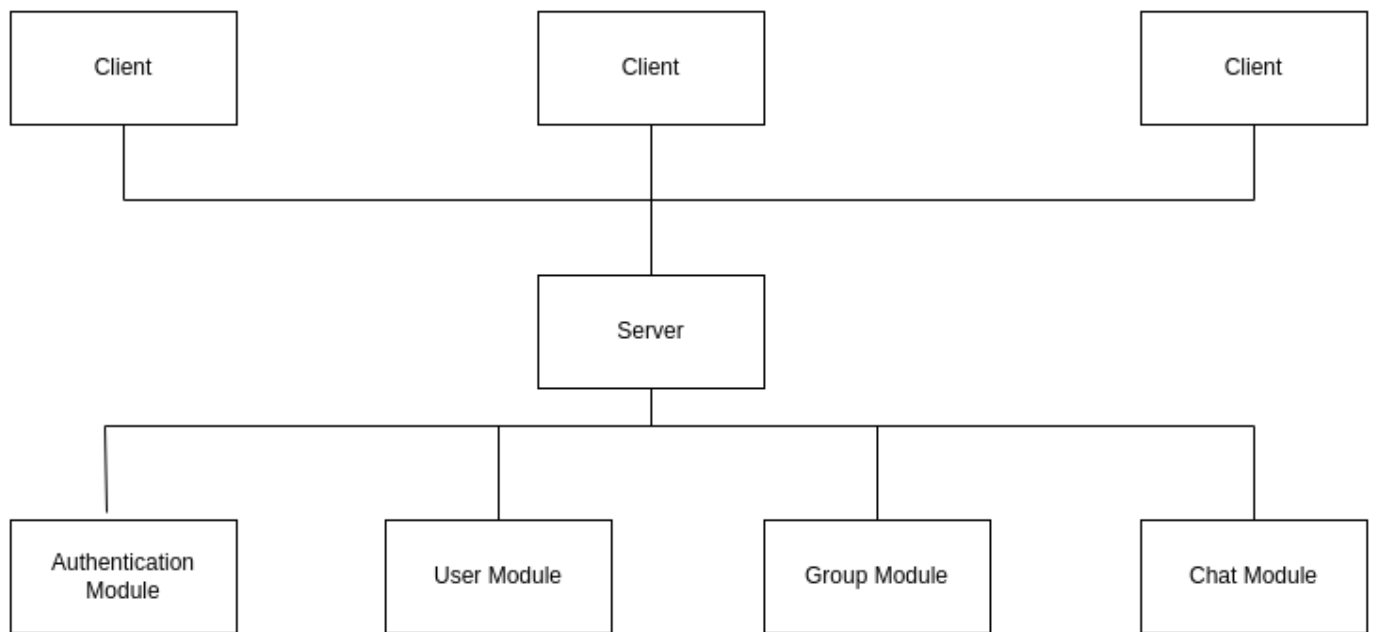 Client
Client
Client
Server
Authentication
Module
User Module
Group Module
Chat Module